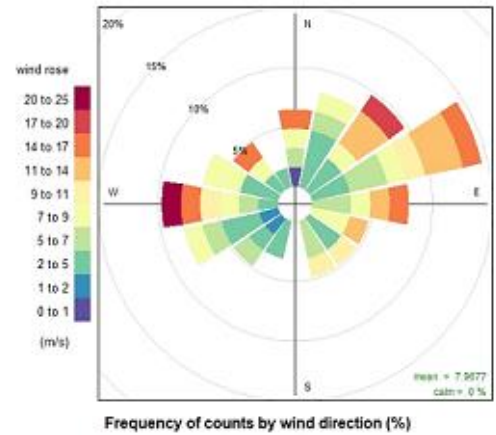 20%
N
15%
wind rose
20 to 25
17 to 20
14 to 17
11 to 14
9 to 11
7 to 9
5 to 7
2 to 5
1 to 2
0 to 1
(m/s)
10%
5%
W
E
S
mean = 7.9677
calm = 0 %
Frequency of counts by wind direction (%)